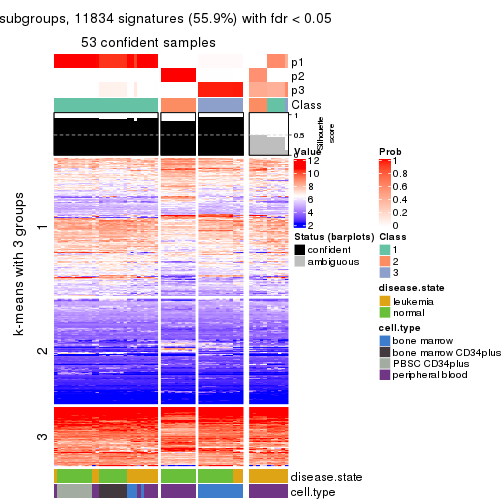 subgroups, 11834 signatures (55.9%) with fdr < 0.05
53 confident samples
p1
p2
p3
Class
1
0.5
0
Silhouette score
k-means with 3 groups
1
2
3
Value
12
10
8
6
4
2
Prob
1
0.8
0.6
0.4
0.2
0
Status (barplots)
confident
ambiguous
Class
1
2
3
disease.state
leukemia
normal
cell.type
bone marrow
bone marrow CD34plus
PBSC CD34plus
peripheral blood
disease.state
cell.type